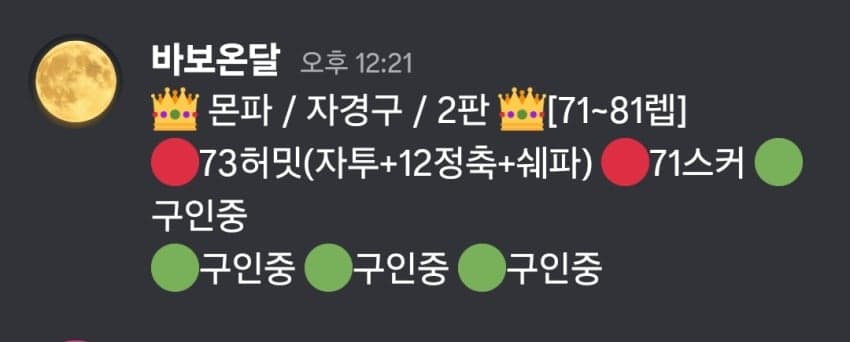 바보온달 오후 12:21
👑 몬파 / 자경구 / 2판 👑[71~81렙]
🔴73허밋(자투+12정축+쉐파) 🔴71스커 🟢
구인중
🟢구인중 🟢구인중 🟢구인중